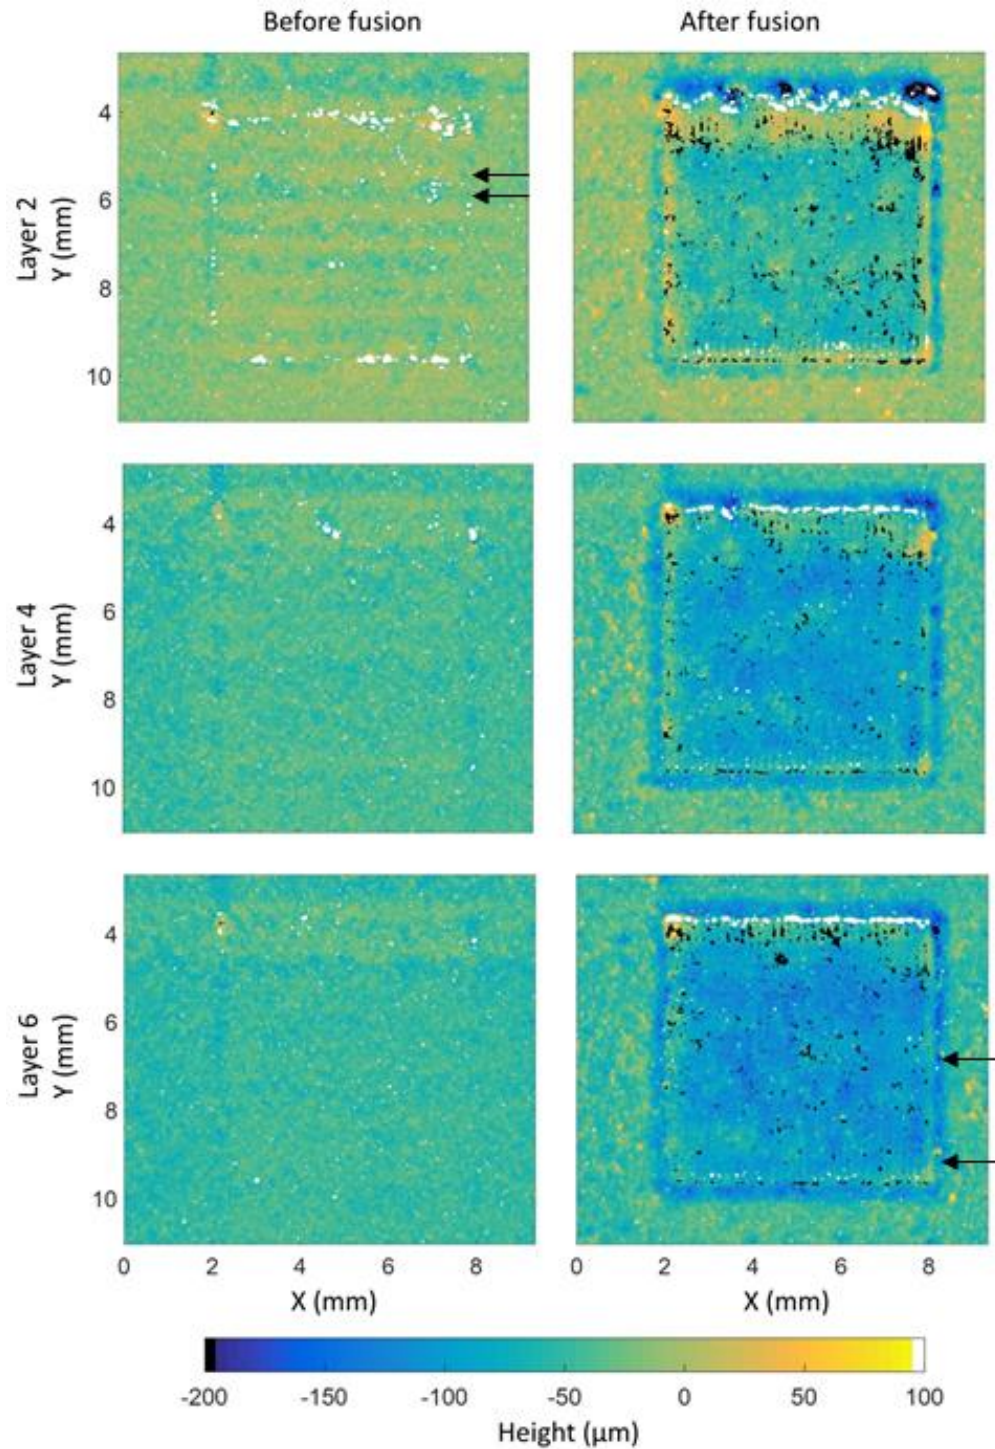 Before fusion
After fusion
Layer 2
Y (mm)
4
6
8
10
Layer 4
Y (mm)
4
6
8
10
Layer 6
Y (mm)
4
6
8
10
0 2 4 6 8
0 2 4 6 8
X (mm)
X (mm)
-200 -150 -100 -50 0 50 100
Height (µm)